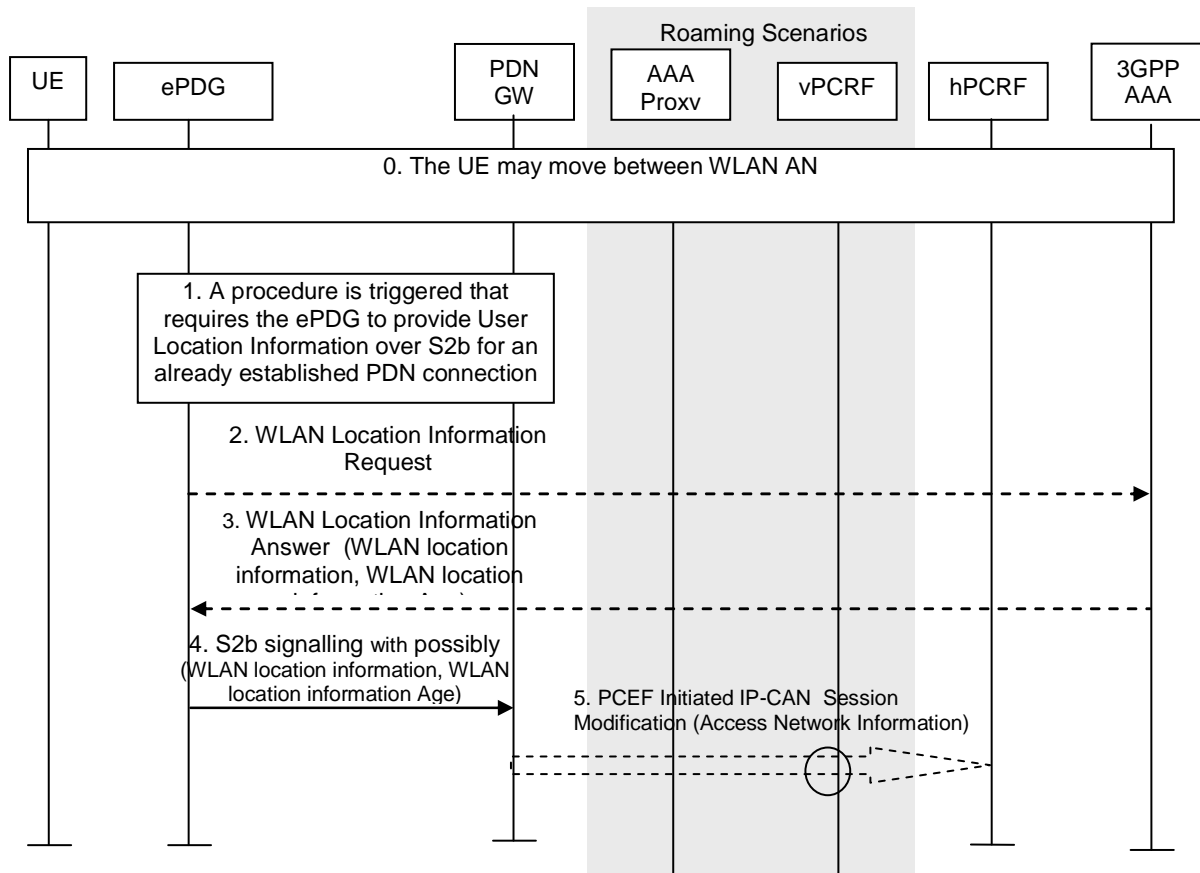 Roaming Scenarios
UE
ePDG
PDN
GW
AAA
Proxv
vPCRF
hPCRF
3GPP
AAA
0. The UE may move between WLAN AN
1. A procedure is triggered that
requires the ePDG to provide User
Location Information over S2b for an
already established PDN connection
2. WLAN Location Information
Request
3. WLAN Location Information
Answer (WLAN location
information, WLAN location
4. S2b signalling with possibly
(WLAN location information, WLAN
location information Age)
5. PCEF Initiated IP-CAN Session
Modification (Access Network Information)